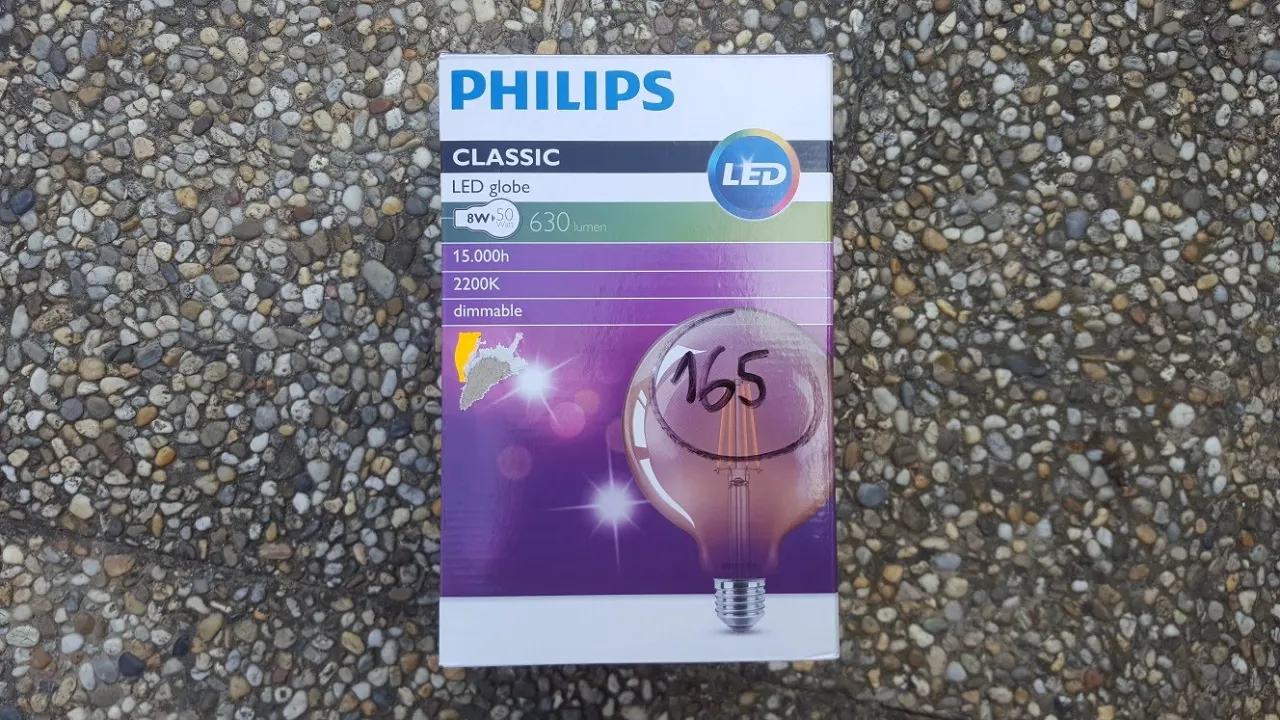 PHILIPS
CLASSIC
LED
LED globe
8W 50 Watt 630 lumen
15.000h
2200K
dimmable
165